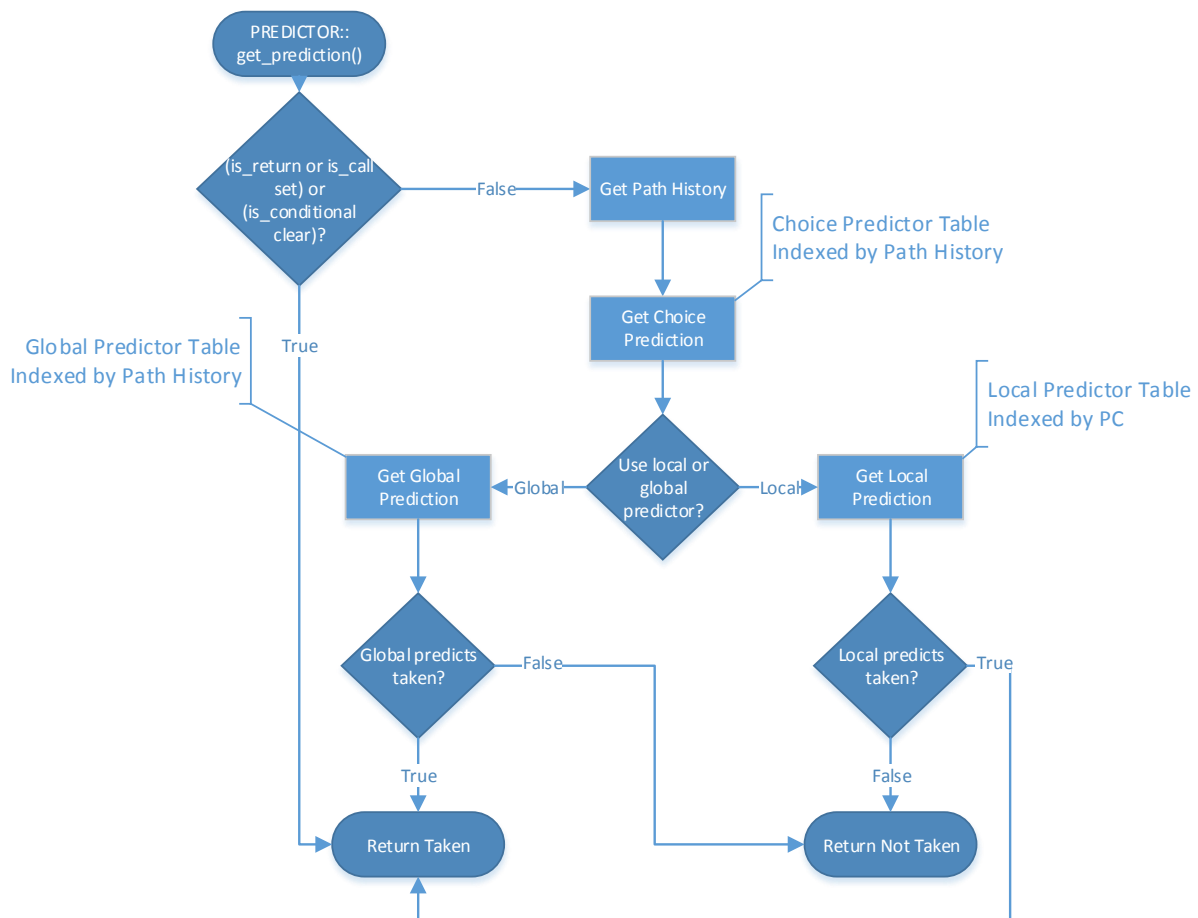 PREDICTOR::
get_prediction()
(is_return or is_call
set) or
(is_conditional
clear)?
False
Get Path History
Choice Predictor Table
Indexed by Path History
Get Choice
Prediction
True
Global Predictor Table
Indexed by Path History
Local Predictor Table
Indexed by PC
Get Global
Prediction
Global
Use local or
global
predictor?
Local
Get Local
Prediction
Global predicts
taken?
False
Local predicts
taken?
True
True
False
Return Taken
Return Not Taken